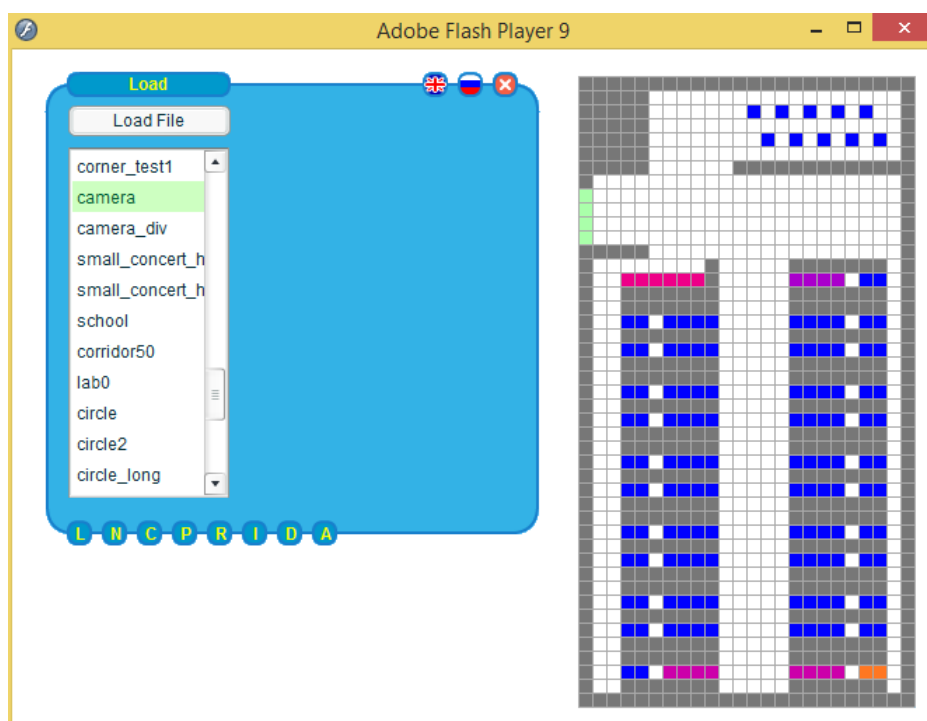 Adobe Flash Player 9
Load
Load File
corner_test1
camera
camera_div
small_concert_h
small_concert_h
school
corridor50
lab0
circle
circle2
circle_long
L N C P R I D A